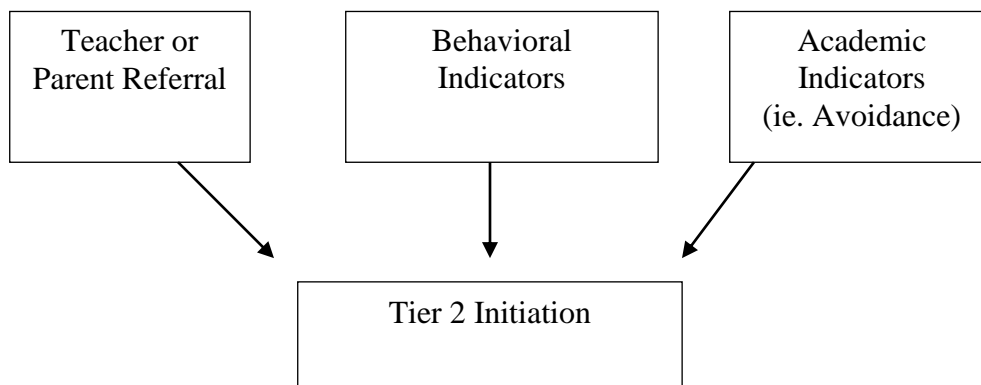 Teacher or
Parent Referral
Behavioral
Indicators
Academic
Indicators
(ie. Avoidance)
Tier 2 Initiation